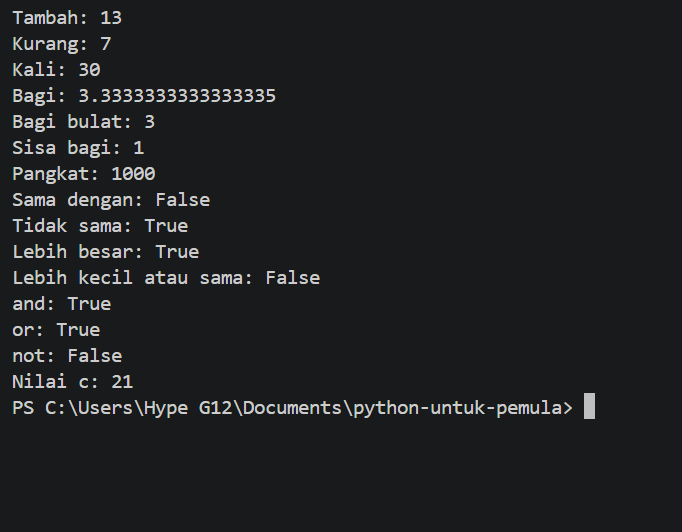 Tambah: 13
Kurang: 7
Kali: 30
Bagi: 3.3333333333333335
Bagi bulat: 3
Sisa bagi: 1
Pangkat: 1000
Sama dengan: False
Tidak sama: True
Lebih besar: True
Lebih kecil atau sama: False
and: True
or: True
not: False
Nilai c: 21
PS C:\Users\Hype G12\Documents\python-untuk-pemula>